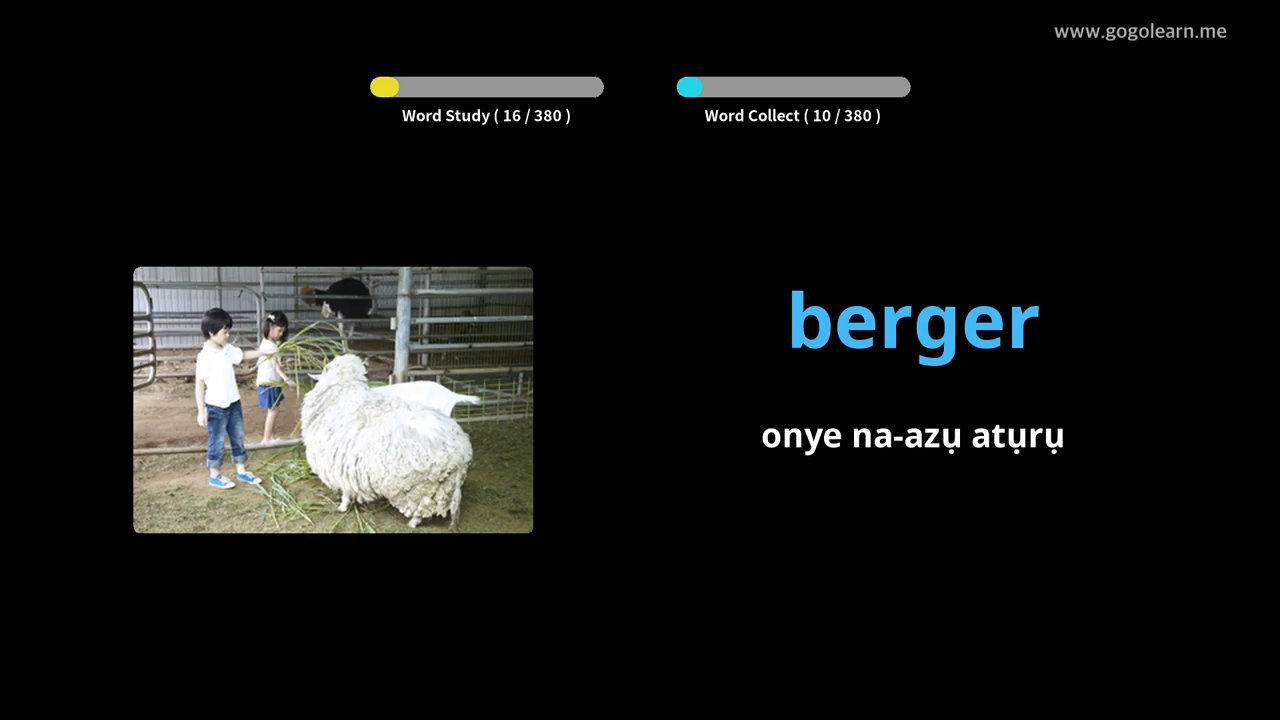 www.gogolearn.me
Word Study ( 16 / 380 )
Word Collect ( 10 / 380 )
berger
onye na-azụ atụrụ